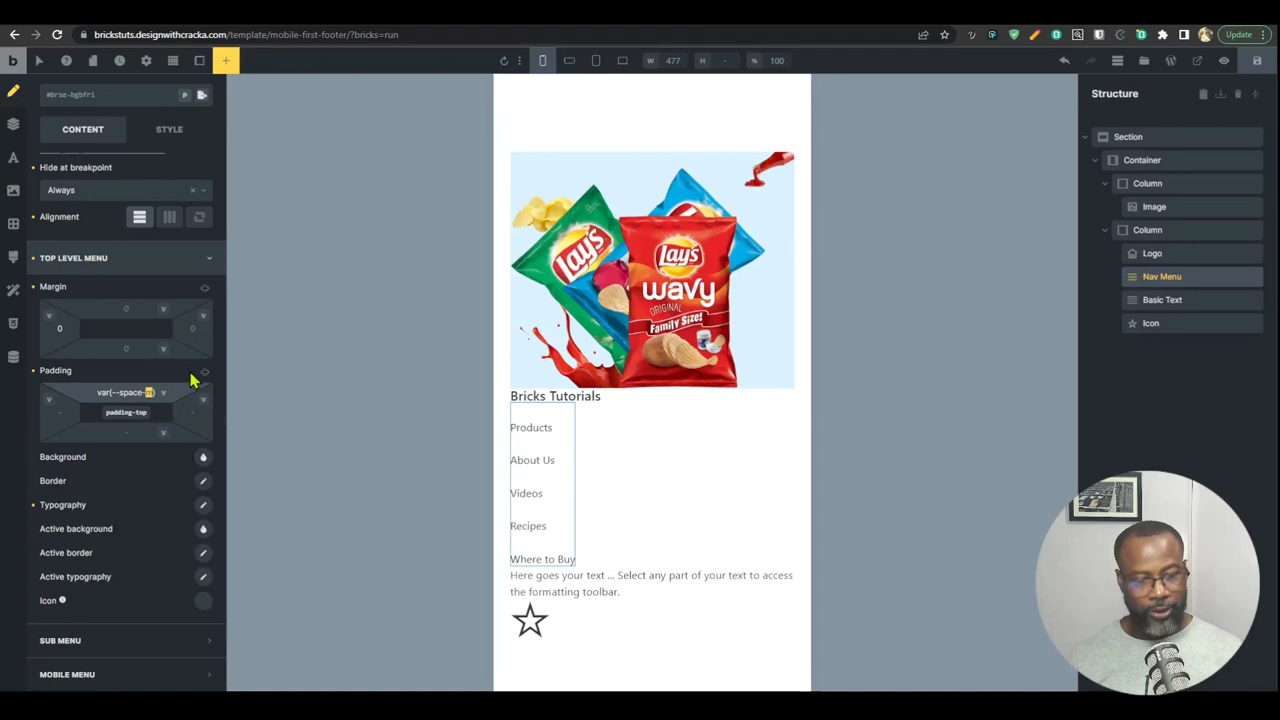 brickstuts.designwithcracka.com/template/mobile-first-footer/?bricks=run
Update
b
W 477 H - % 100
#brxe-bgbfri
P
CONTENT STYLE
Hide at breakpoint
Always
Alignment
TOP LEVEL MENU
Margin
0
v
v
v
0
0
0
v
Padding
padding-top
v
v
v
-
-
-
v
Background
Border
Typography
Active background
Active border
Active typography
Icon
SUB MENU
MOBILE MENU
Lay's
Lay's
wavy
ORIGINAL
Family Size!
Bricks Tutorials
Products
About Us
Videos
Recipes
Where to Buy
Here goes your text ... Select any part of your text to access
the formatting toolbar.
Structure
Section
Container
Column
Image
Column
Logo
Nav Menu
Basic Text
Icon